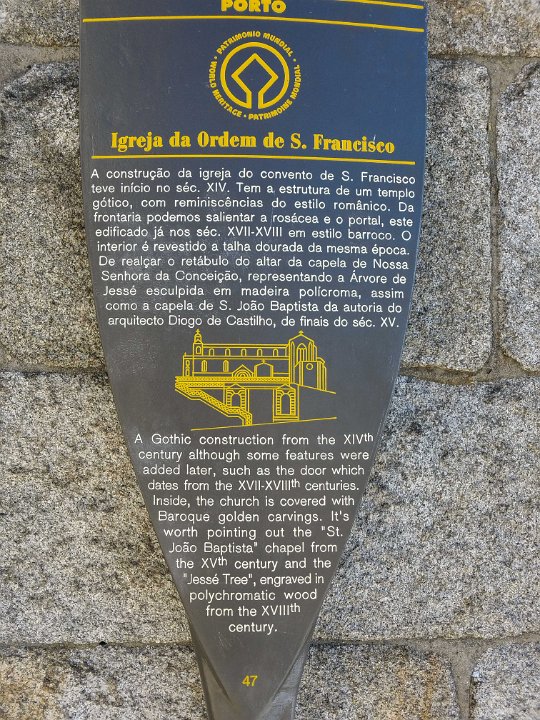 PORTO
PATRIMONIO MUNDIAL
WORLD HERITAGE • PATRIMOINE MONDIAL
Igreja da Ordem de S. Francisco
A construção da igreja do convento de S. Francisco
teve início no séc. XIV. Tem a estrutura de um templo
gótico, com reminiscências do estilo românico. Da
frontaria podemos salientar a rosácea e o portal, este
edificado já nos séc. XVII-XVIII em estilo barroco. O
interior é revestido a talha dourada da mesma época.
De realçar o retábulo do altar da capela de Nossa
Senhora da Conceição, representando a Árvore de
Jessé esculpida em madeira polícroma, assim
como a capela de S. João Baptista da autoria do
arquitecto Diogo de Castilho, de finais do séc. XV.
A Gothic construction from the XIVth
century although some features were
added later, such as the door which
dates from the XVII-XVIIIth centuries.
Inside, the church is covered with
Baroque golden carvings. It's
worth pointing out the "St.
João Baptista" chapel from
the XVth century and the
"Jessé Tree", engraved in
polychromatic wood
from the XVIIIth
century.
47